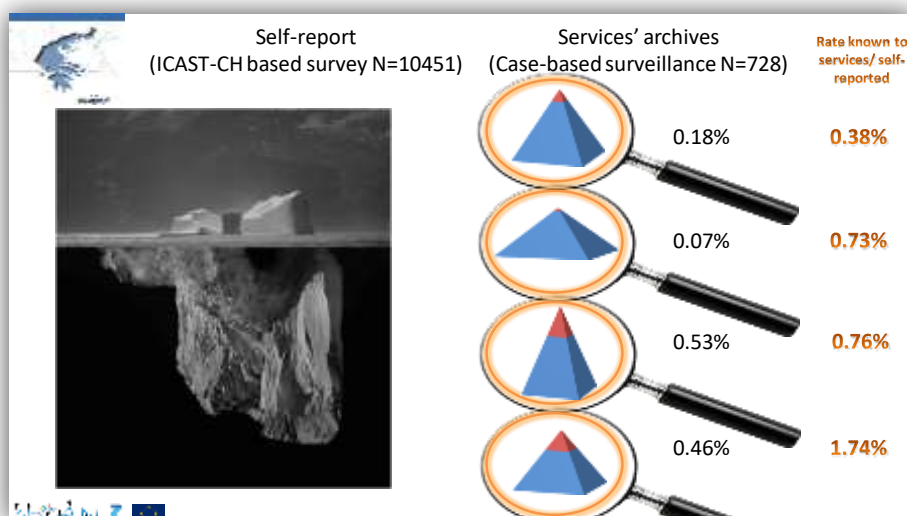 Self-report
(ICAST-CH based survey N=10451)
Services' archives
(Case-based surveillance N=728)
Rate known to
services/ self-
reported
0.18%
0.38%
0.07%
0.73%
0.53%
0.76%
0.46%
1.74%